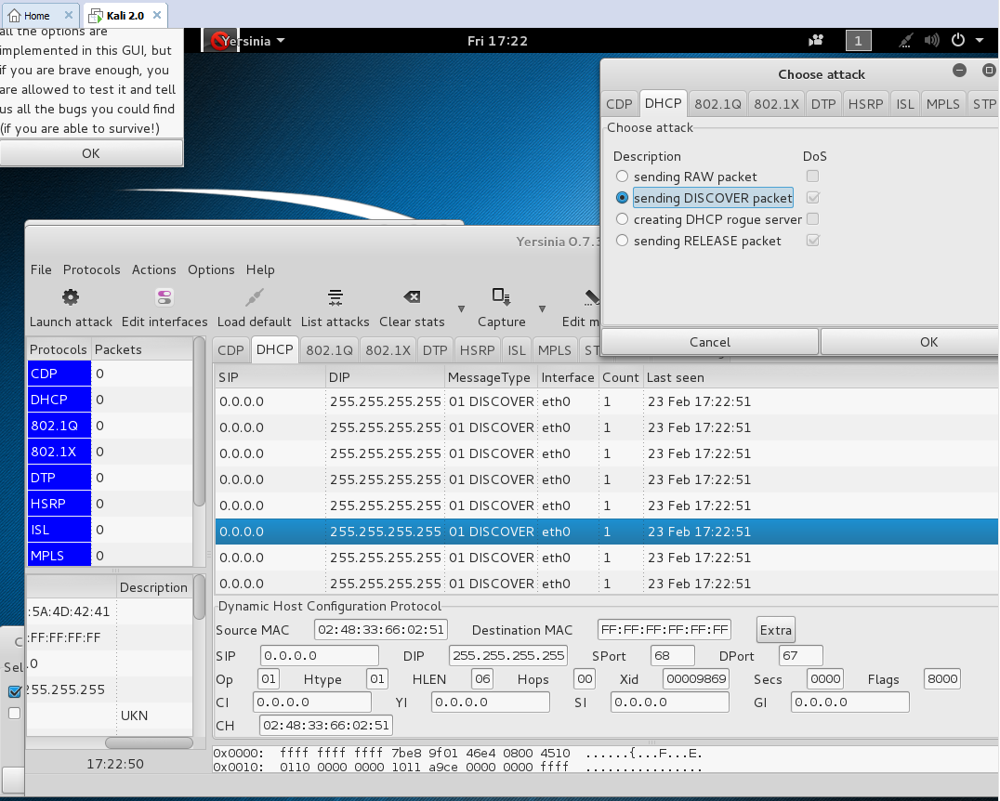 Home
Kali 2.0
all the options are
implemented in this GUI, but
if you are brave enough, you
are allowed to test it and tell
us all the bugs you could find
(if you are able to survive!)
OK
Yersinia
Fri 17:22
1
Choose attack
CDP DHCP 802.1Q 802.1X DTP HSRP ISL MPLS STP
Choose attack
Description DoS
sending RAW packet
sending DISCOVER packet
creating DHCP rogue server
sending RELEASE packet
Cancel OK
Yersinia 0.7.3
File Protocols Actions Options Help
Launch attack Edit interfaces Load default List attacks Clear stats Capture Edit m
Protocols Packets
CDP 0
DHCP 0
802.1Q 0
802.1X 0
DTP 0
HSRP 0
ISL 0
MPLS 0
CDP DHCP 802.1Q 802.1X DTP HSRP ISL MPLS ST
SIP DIP MessageType Interface Count Last seen
0.0.0.0 255.255.255.255 01 DISCOVER eth0 1 23 Feb 17:22:51
0.0.0.0 255.255.255.255 01 DISCOVER eth0 1 23 Feb 17:22:51
0.0.0.0 255.255.255.255 01 DISCOVER eth0 1 23 Feb 17:22:51
0.0.0.0 255.255.255.255 01 DISCOVER eth0 1 23 Feb 17:22:51
0.0.0.0 255.255.255.255 01 DISCOVER eth0 1 23 Feb 17:22:51
0.0.0.0 255.255.255.255 01 DISCOVER eth0 1 23 Feb 17:22:51
0.0.0.0 255.255.255.255 01 DISCOVER eth0 1 23 Feb 17:22:51
0.0.0.0 255.255.255.255 01 DISCOVER eth0 1 23 Feb 17:22:51
Description
:5A:4D:42:41
:FF:FF:FF:FF
.0
255.255.255
UKN
17:22:50
C
Sel
Dynamic Host Configuration Protocol
Source MAC 02:48:33:66:02:51 Destination MAC FF:FF:FF:FF:FF:FF Extra
SIP 0.0.0.0 DIP 255.255.255.255 SPort 68 DPort 67
Op 01 Htype 01 HLEN 06 Hops 00 Xid 00009869 Secs 0000 Flags 8000
CI 0.0.0.0 YI 0.0.0.0 SI 0.0.0.0 GI 0.0.0.0
CH 02:48:33:66:02:51
0x0000: ffff ffff ffff 7be8 9f01 46e4 0800 4510 ......{...F...E.
0x0010: 0110 0000 0000 1011 a9ce 0000 0000 ffff ................